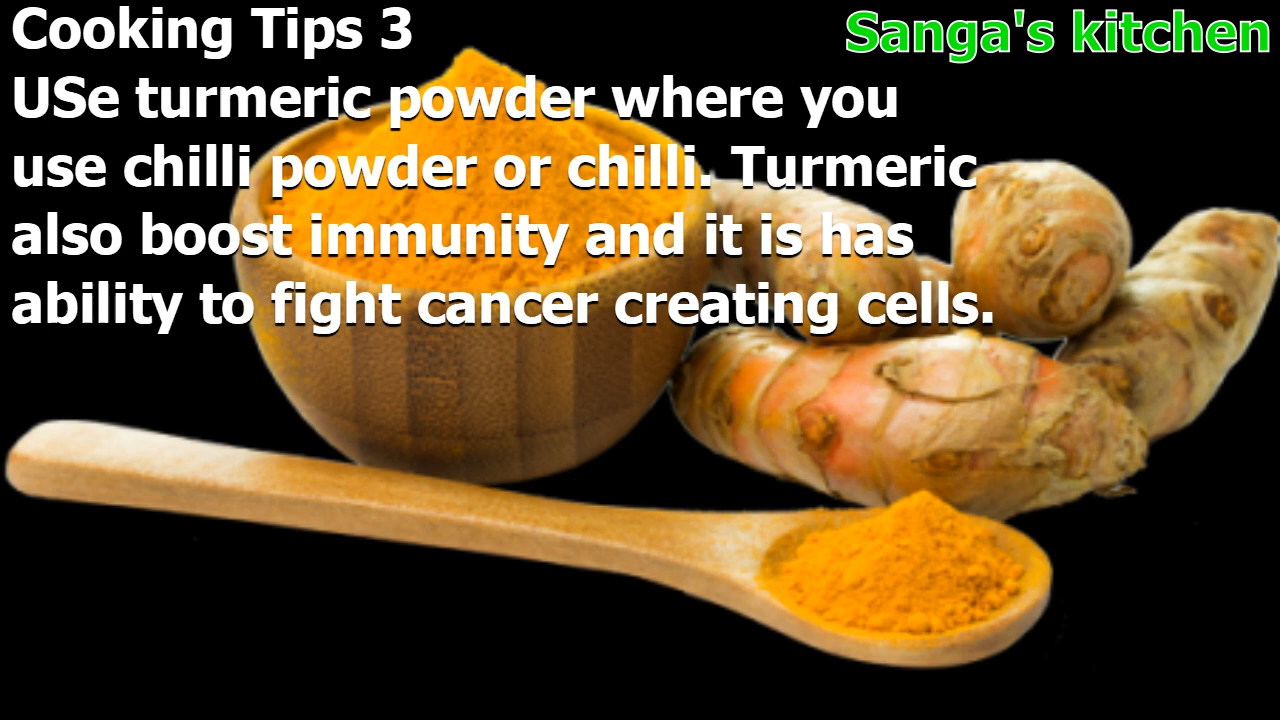 Cooking Tips 3
Sanga's kitchen
USe turmeric powder where you
use chilli powder or chilli. Turmeric
also boost immunity and it is has
ability to fight cancer creating cells.